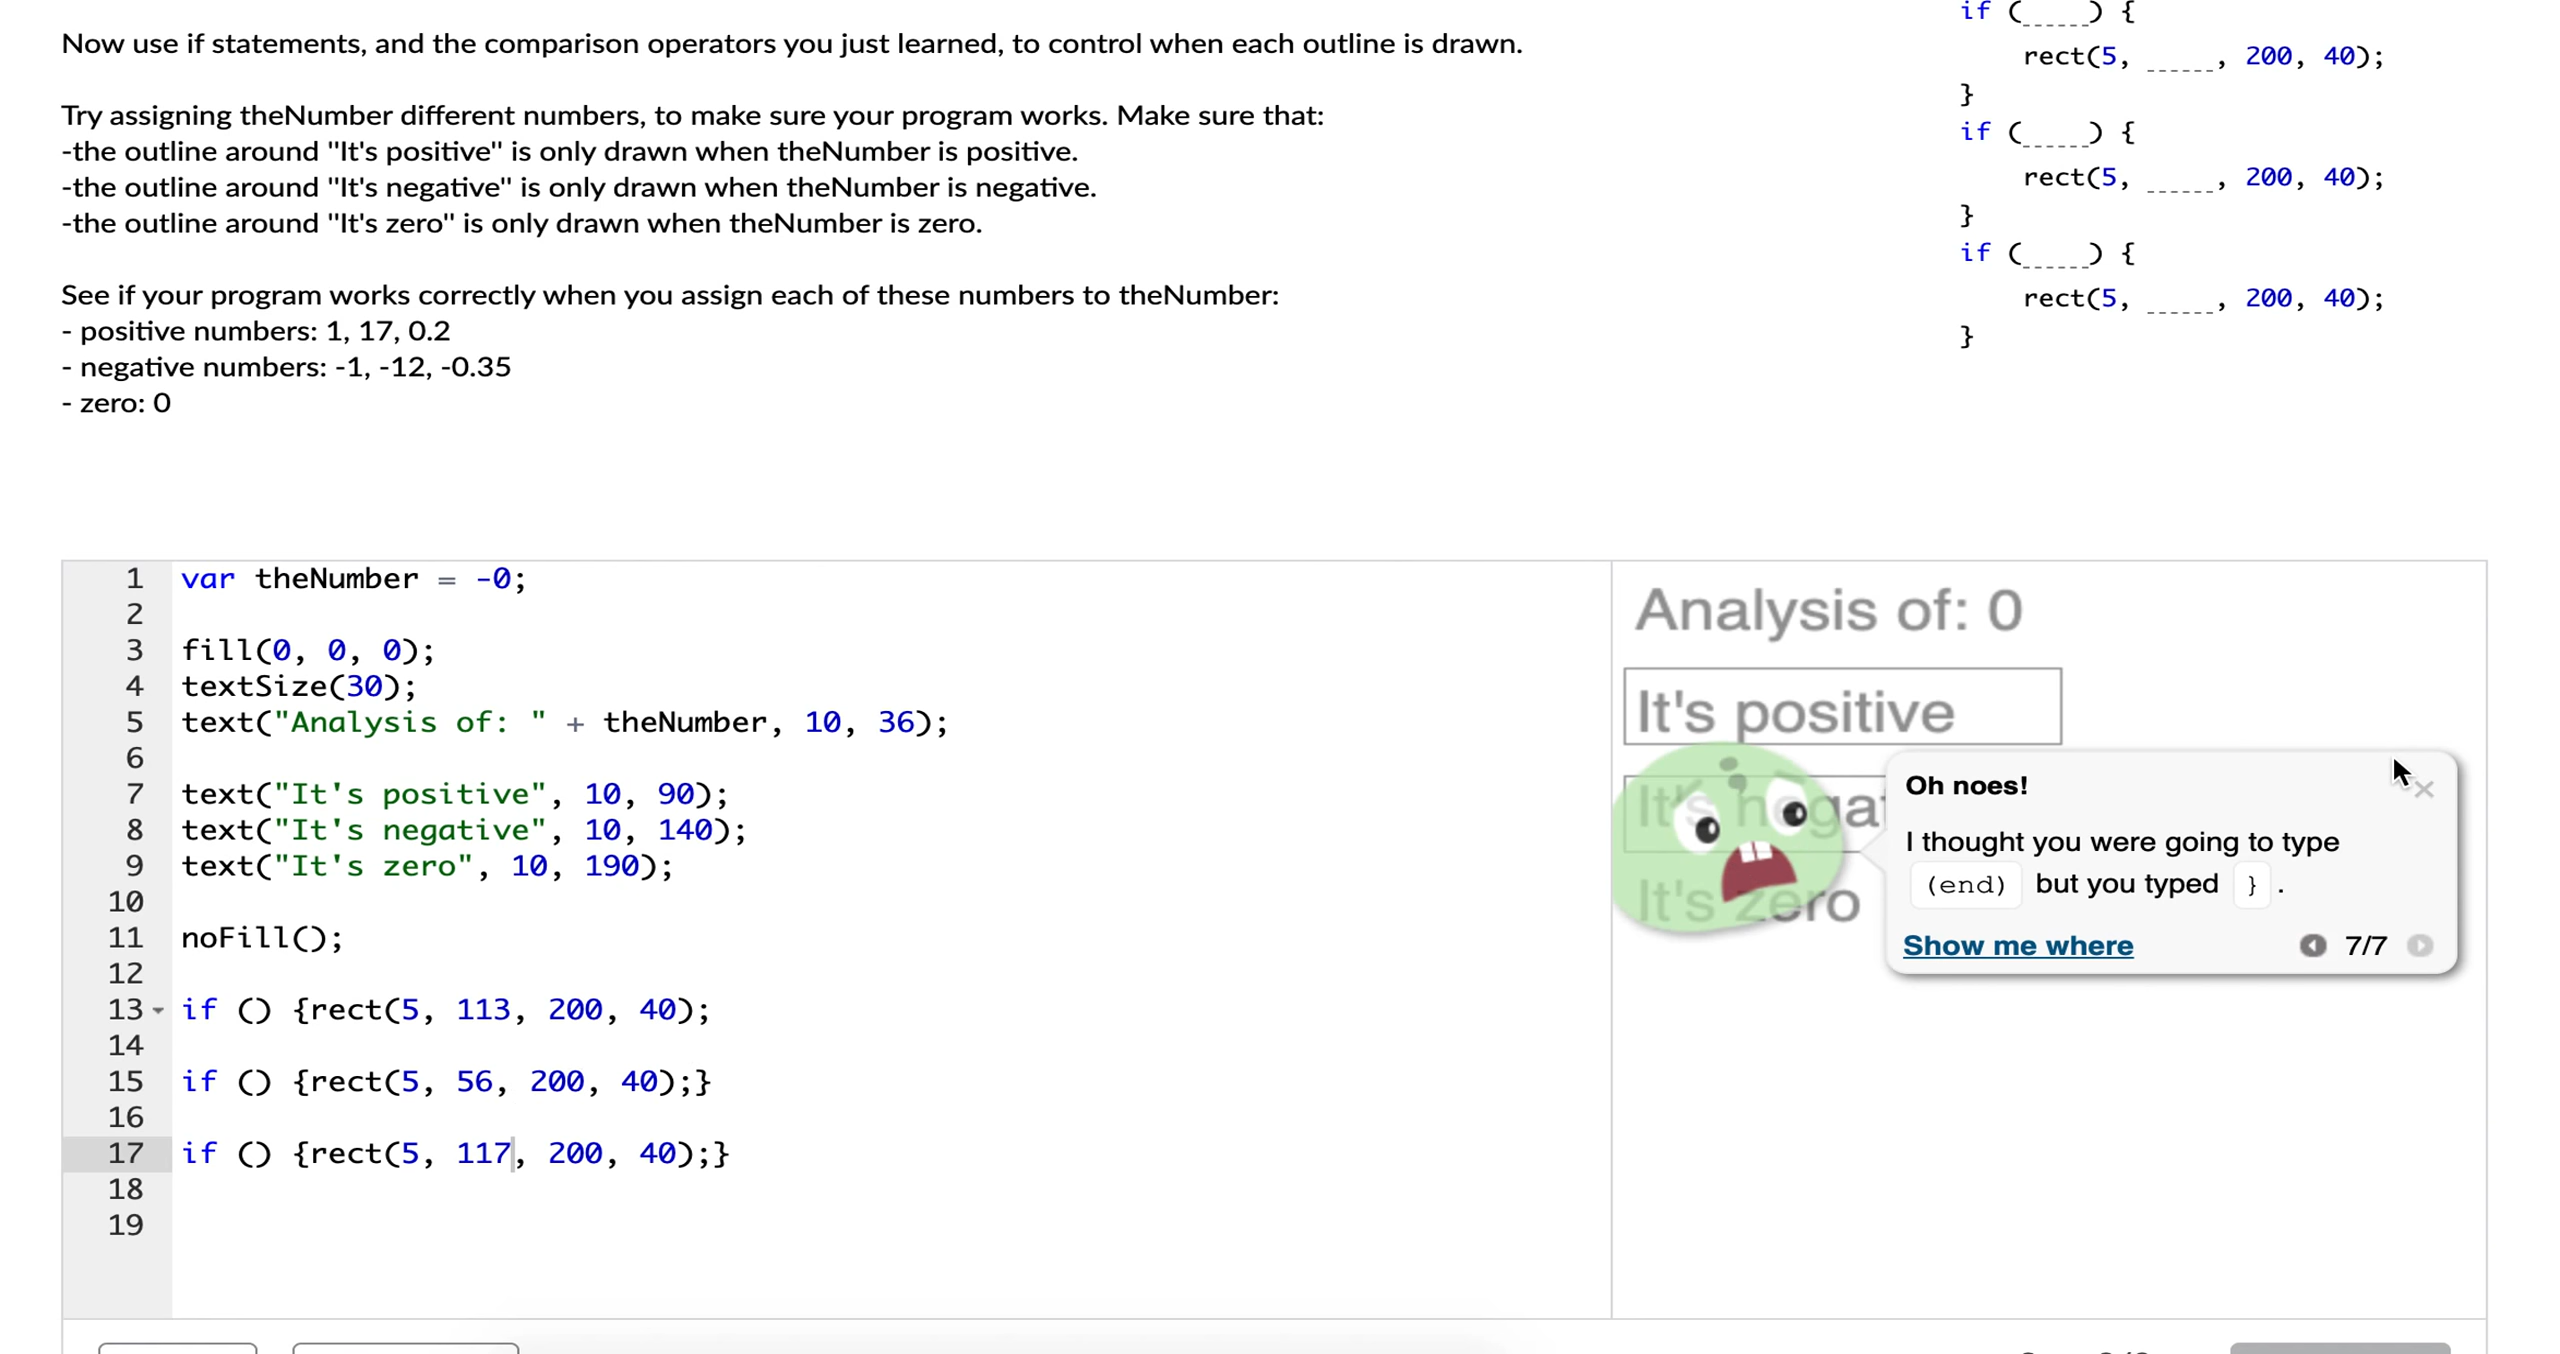 Now use if statements, and the comparison operators you just learned, to control when each outline is drawn.
Try assigning theNumber different numbers, to make sure your program works. Make sure that:
-the outline around "It's positive" is only drawn when theNumber is positive.
-the outline around "It's negative" is only drawn when theNumber is negative.
-the outline around "It's zero" is only drawn when theNumber is zero.
See if your program works correctly when you assign each of these numbers to theNumber:
- positive numbers: 1, 17, 0.2
- negative numbers: -1, -12, -0.35
- zero: 0
if (______) {
rect(5, ______, 200, 40);
}
if (______) {
rect(5, ______, 200, 40);
}
if (______) {
rect(5, ______, 200, 40);
}
1 var theNumber = -0;
2
3 fill(0, 0, 0);
4 textSize(30);
5 text("Analysis of: " + theNumber, 10, 36);
6
7 text("It's positive", 10, 90);
8 text("It's negative", 10, 140);
9 text("It's zero", 10, 190);
10
11 noFill();
12
13 if () {rect(5, 113, 200, 40);
14
15 if () {rect(5, 56, 200, 40);}
16
17 if () {rect(5, 117, 200, 40);}
18
19
Analysis of: 0
It's positive
It's negat
It's zero
Oh noes!
I thought you were going to type
(end) but you typed } .
Show me where 7/7